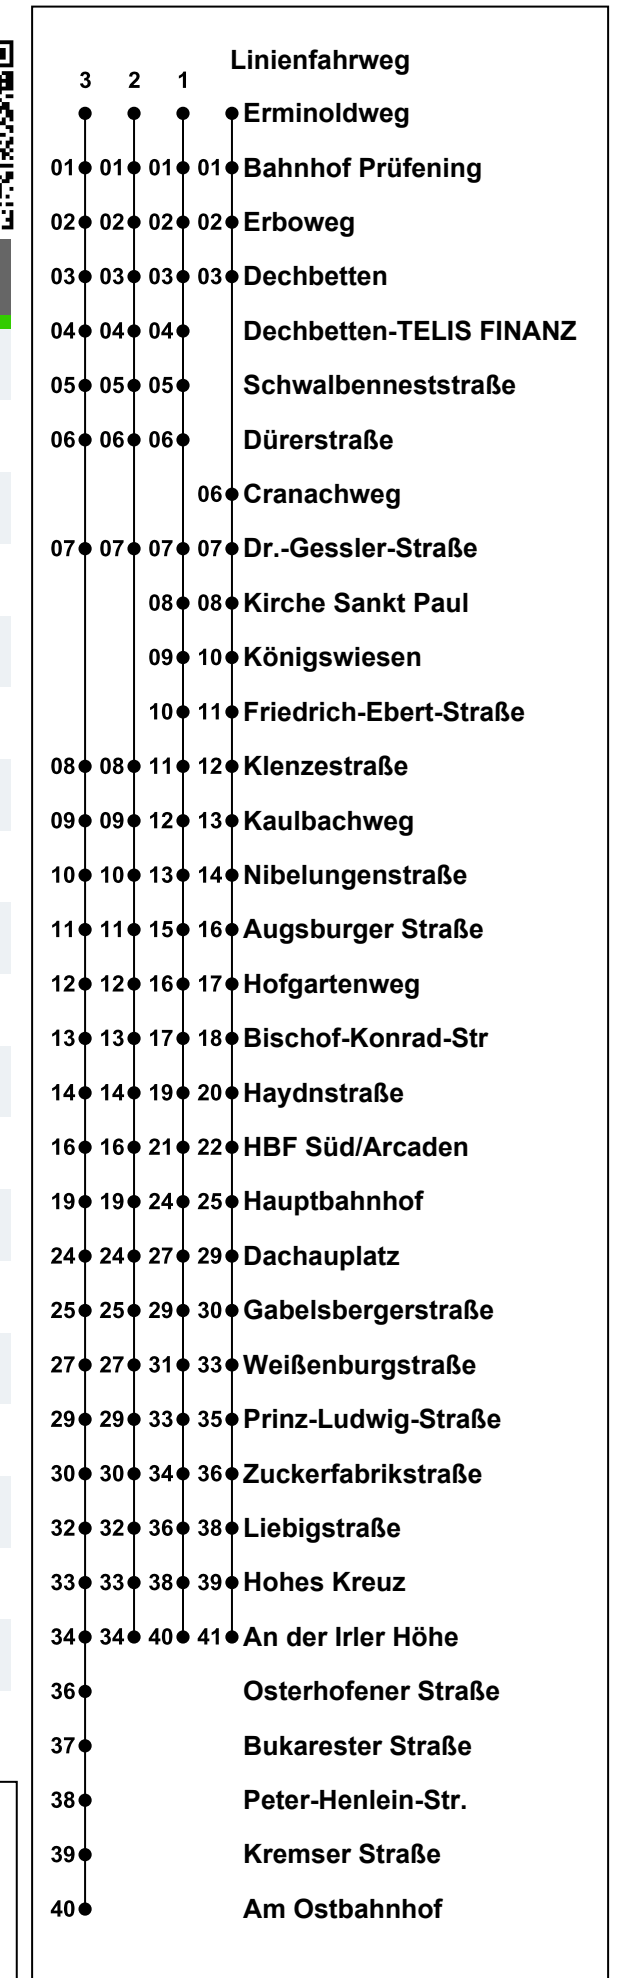 Linienfahrweg
3 2 1
Erminoldweg
01 01 01 01 Bahnhof Prüfening
02 02 02 02 Erboweg
03 03 03 03 Dechbetten
04 04 04 Dechbetten-TELIS FINANZ
05 05 05 Schwalbenneststraße
06 06 06 Dürerstraße
06 Cranachweg
07 07 07 07 Dr.-Gessler-Straße
08 08 Kirche Sankt Paul
09 10 Königswiesen
10 11 Friedrich-Ebert-Straße
08 08 11 12 Klenzestraße
09 09 12 13 Kaulbachweg
10 10 13 14 Nibelungenstraße
11 11 15 16 Augsburger Straße
12 12 16 17 Hofgartenweg
13 13 17 18 Bischof-Konrad-Str
14 14 19 20 Haydnstraße
16 16 21 22 HBF Süd/Arcaden
19 19 24 25 Hauptbahnhof
24 24 27 29 Dachauplatz
25 25 29 30 Gabelsbergerstraße
27 27 31 33 Weißenburgstraße
29 29 33 35 Prinz-Ludwig-Straße
30 30 34 36 Zuckerfabrikstraße
32 32 36 38 Liebigstraße
33 33 38 39 Hohes Kreuz
34 34 40 41 An der Irler Höhe
36 Osterhofener Straße
37 Bukarester Straße
38 Peter-Henlein-Str.
39 Kremser Straße
40 Am Ostbahnhof